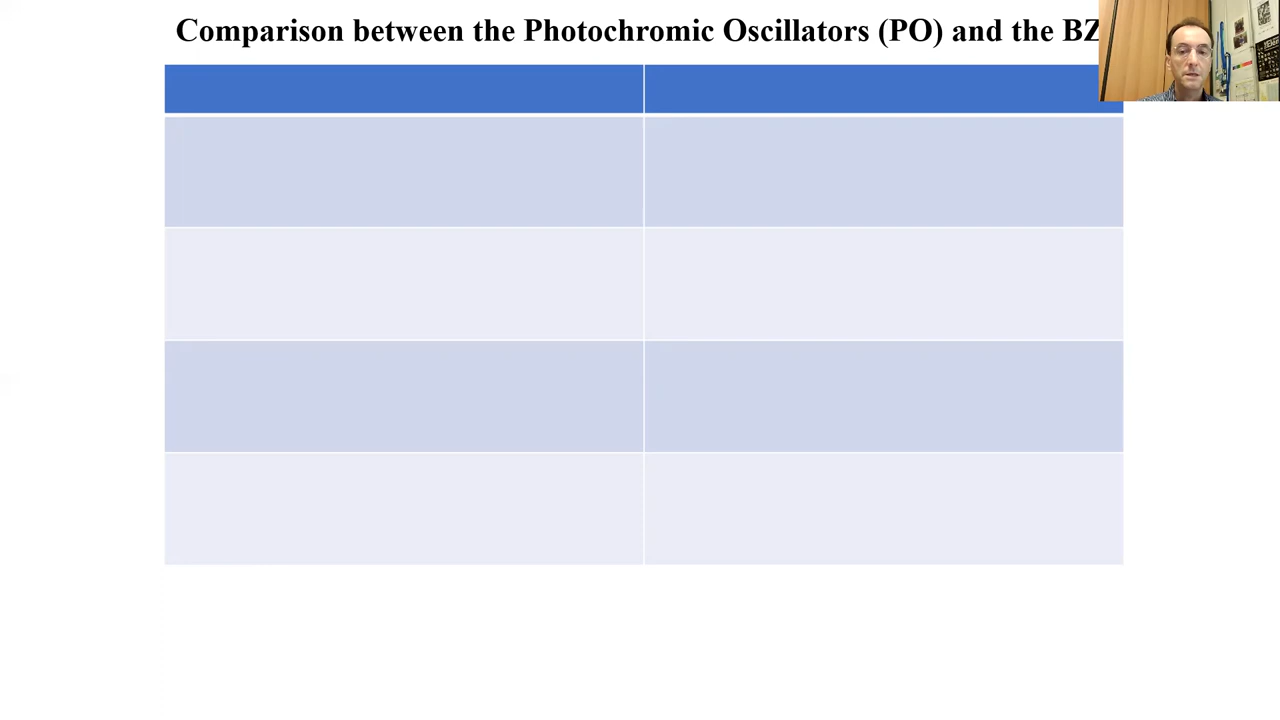 Comparison between the Photochromic Oscillators (PO) and the BZ